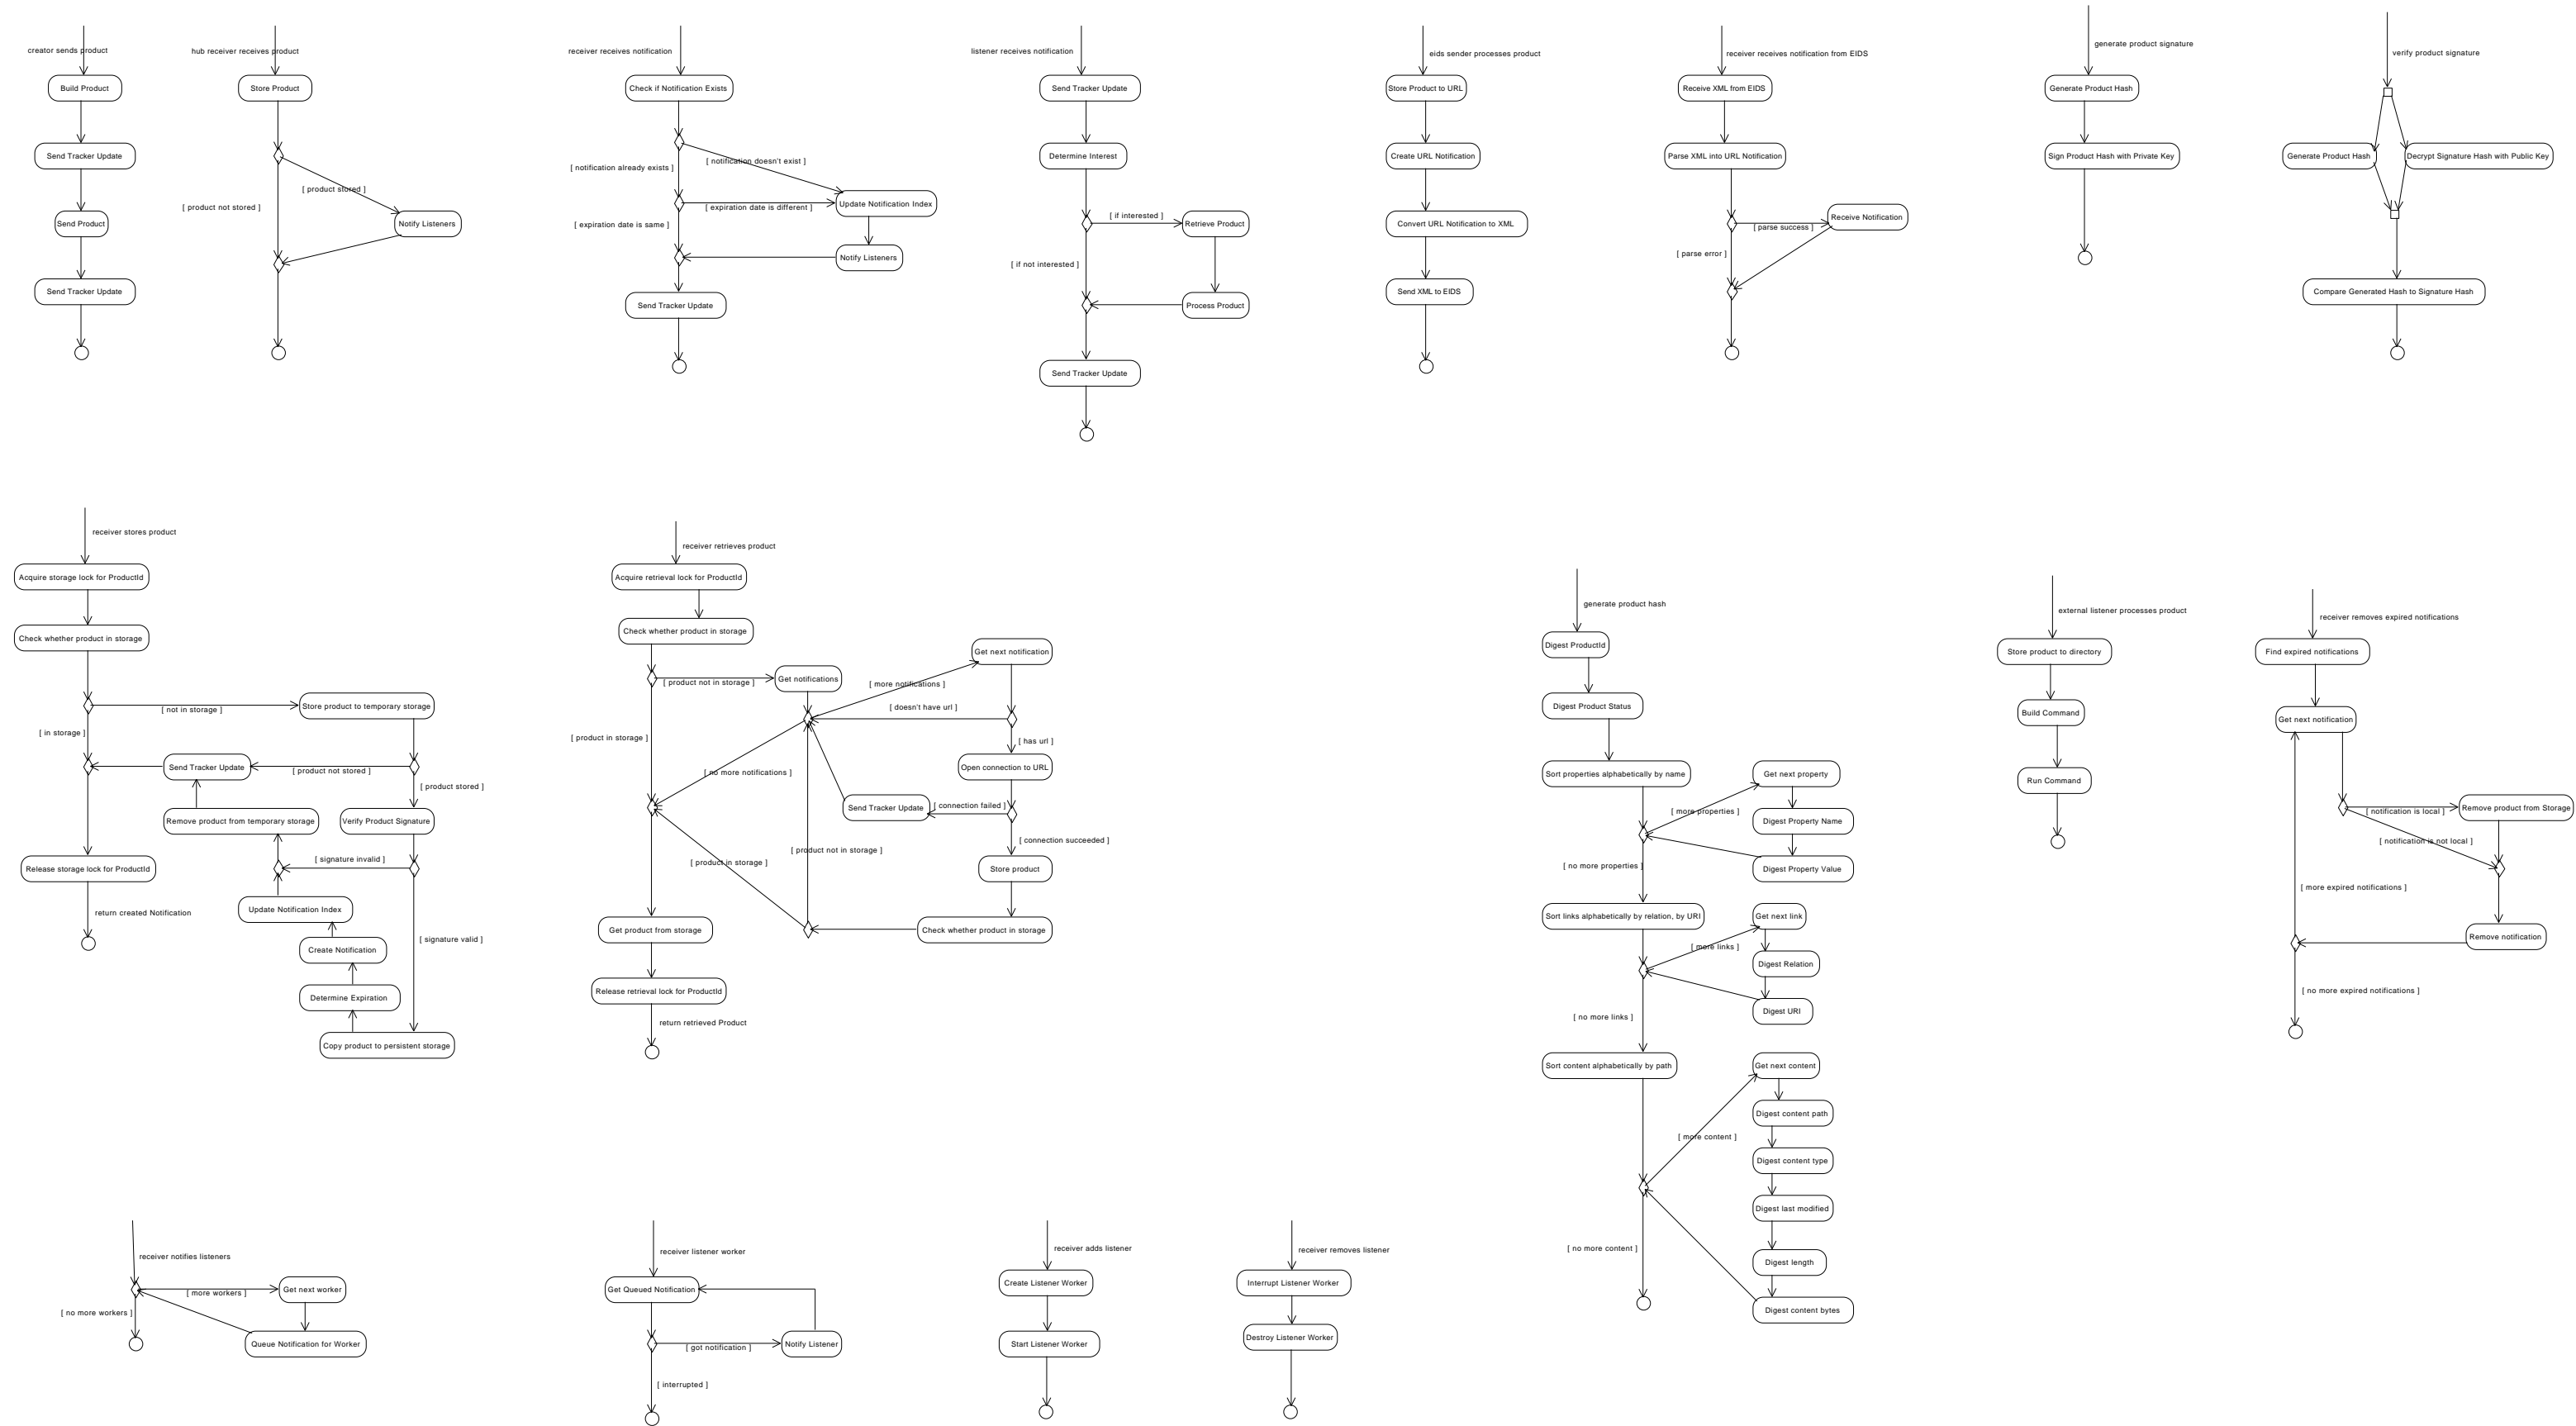 creator sends product
Build Product
Send Tracker Update
Send Product
Send Tracker Update
hub receiver receives product
Store Product
[ product stored ]
[ product not stored ]
Notify Listeners
receiver receives notification
Check if Notification Exists
[ notification doesn't exist ]
[ notification already exists ]
[ expiration date is different ]
Update Notification Index
[ expiration date is same ]
Notify Listeners
Send Tracker Update
listener receives notification
Send Tracker Update
Determine Interest
[ if interested ]
Retrieve Product
[ if not interested ]
Process Product
Send Tracker Update
eids sender processes product
Store Product to URL
Create URL Notification
Convert URL Notification to XML
Send XML to EIDS
receiver receives notification from EIDS
Receive XML from EIDS
Parse XML into URL Notification
Receive Notification
[ parse success ]
[ parse error ]
generate product signature
Generate Product Hash
Sign Product Hash with Private Key
verify product signature
Generate Product Hash
Decrypt Signature Hash with Public Key
Compare Generated Hash to Signature Hash
receiver stores product
Acquire storage lock for ProductId
Check whether product in storage
Store product to temporary storage
[ not in storage ]
[ in storage ]
Send Tracker Update
[ product not stored ]
[ product stored ]
Remove product from temporary storage
Verify Product Signature
[ signature invalid ]
Release storage lock for ProductId
Update Notification Index
return created Notification
[ signature valid ]
Create Notification
Determine Expiration
Copy product to persistent storage
receiver retrieves product
Acquire retrieval lock for ProductId
Check whether product in storage
Get next notification
Get notifications
[ product not in storage ]
[ more notifications ]
[ doesn't have url ]
[ product in storage ]
[ has url ]
Open connection to URL
[ no more notifications ]
Send Tracker Update
[ connection failed ]
[ connection succeeded ]
[ product not in storage ]
[ product in storage ]
Store product
Get product from storage
Check whether product in storage
Release retrieval lock for ProductId
return retrieved Product
generate product hash
Digest ProductId
Digest Product Status
Sort properties alphabetically by name
Get next property
[ more properties ]
Digest Property Name
[ no more properties ]
Digest Property Value
Sort links alphabetically by relation, by URI
Get next link
[ more links ]
Digest Relation
Digest URI
[ no more links ]
Sort content alphabetically by path
Get next content
Digest content path
[ more content ]
Digest content type
Digest last modified
[ no more content ]
Digest length
Digest content bytes
external listener processes product
Store product to directory
Build Command
Run Command
receiver removes expired notifications
Find expired notifications
Get next notification
Remove product from Storage
[ notification is local ]
[ notification is not local ]
[ more expired notifications ]
Remove notification
[ no more expired notifications ]
receiver notifies listeners
Get next worker
[ more workers ]
[ no more workers ]
Queue Notification for Worker
receiver listener worker
Get Queued Notification
Notify Listener
[ got notification ]
[ interrupted ]
receiver adds listener
Create Listener Worker
Start Listener Worker
receiver removes listener
Interrupt Listener Worker
Destroy Listener Worker